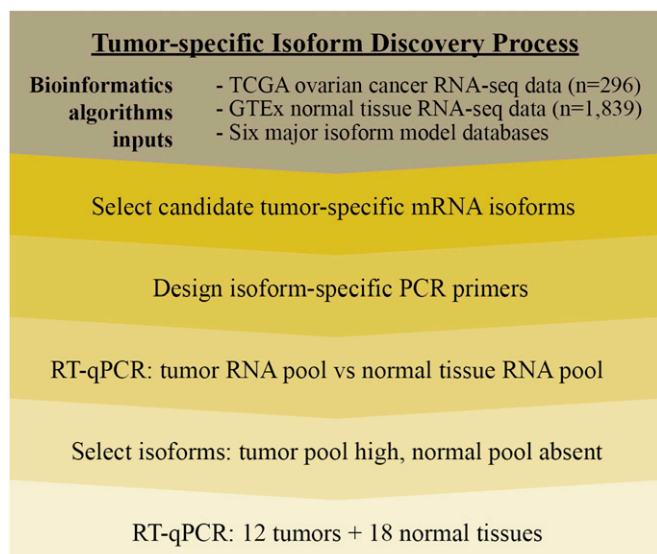 Tumor-specific Isoform Discovery Process
Bioinformatics algorithms inputs
- TCGA ovarian cancer RNA-seq data (n=296)
- GTEx normal tissue RNA-seq data (n=1,839)
- Six major isoform model databases
Select candidate tumor-specific mRNA isoforms
Design isoform-specific PCR primers
RT-qPCR: tumor RNA pool vs normal tissue RNA pool
Select isoforms: tumor pool high, normal pool absent
RT-qPCR: 12 tumors + 18 normal tissues